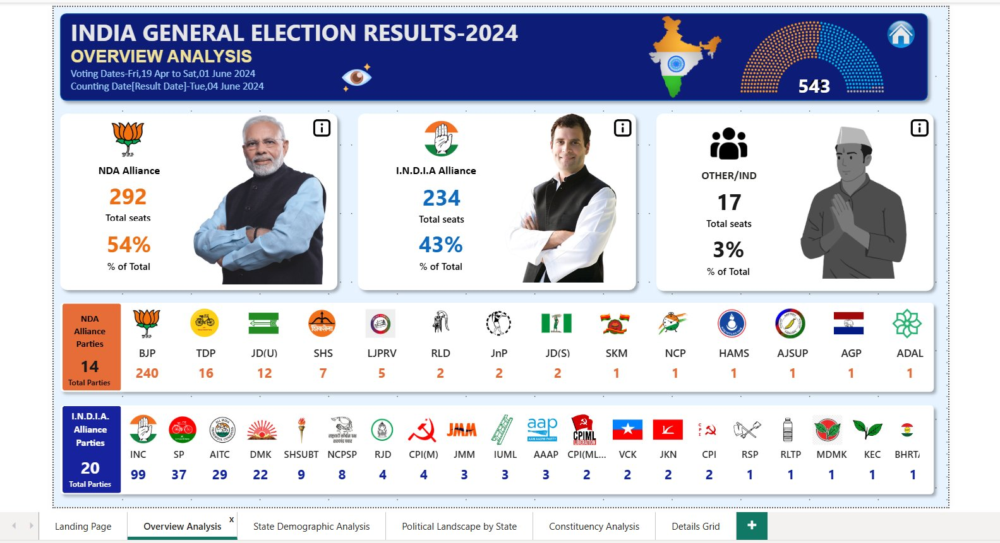 INDIA GENERAL ELECTION RESULTS-2024
OVERVIEW ANALYSIS
Voting Dates-Fri,19 Apr to Sat,01 June 2024
Counting Date[Result Date]-Tue,04 June 2024
543
NDA Alliance
292
Total seats
54%
% of Total
I.N.D.I.A Alliance
234
Total seats
43%
% of Total
OTHER/IND
17
Total seats
3%
% of Total
NDA
Alliance
Parties
14
Total Parties
शिवसेना
BJP TDP JD(U) SHS LJPRV RLD JnP JD(S) SKM NCP HAMS AJSUP AGP ADAL
240 16 12 7 5 2 2 2 1 1 1 1 1 1
I.N.D.I.A.
Alliance
Parties
20
Total Parties
JMM
aap
AAM AADMI PARTY
CPIML
LIBERATION
CPI
INC SP AITC DMK SHSUBT NCPSP RJD CPI(M) JMM IUML AAAP CPI(ML... VCK JKN CPI RSP RLTP MDMK KEC BHRTA
99 37 29 22 9 8 4 4 3 3 3 2 2 2 2 1 1 1 1 1
Landing Page
Overview Analysis
x
State Demographic Analysis
Political Landscape by State
Constituency Analysis
Details Grid
+